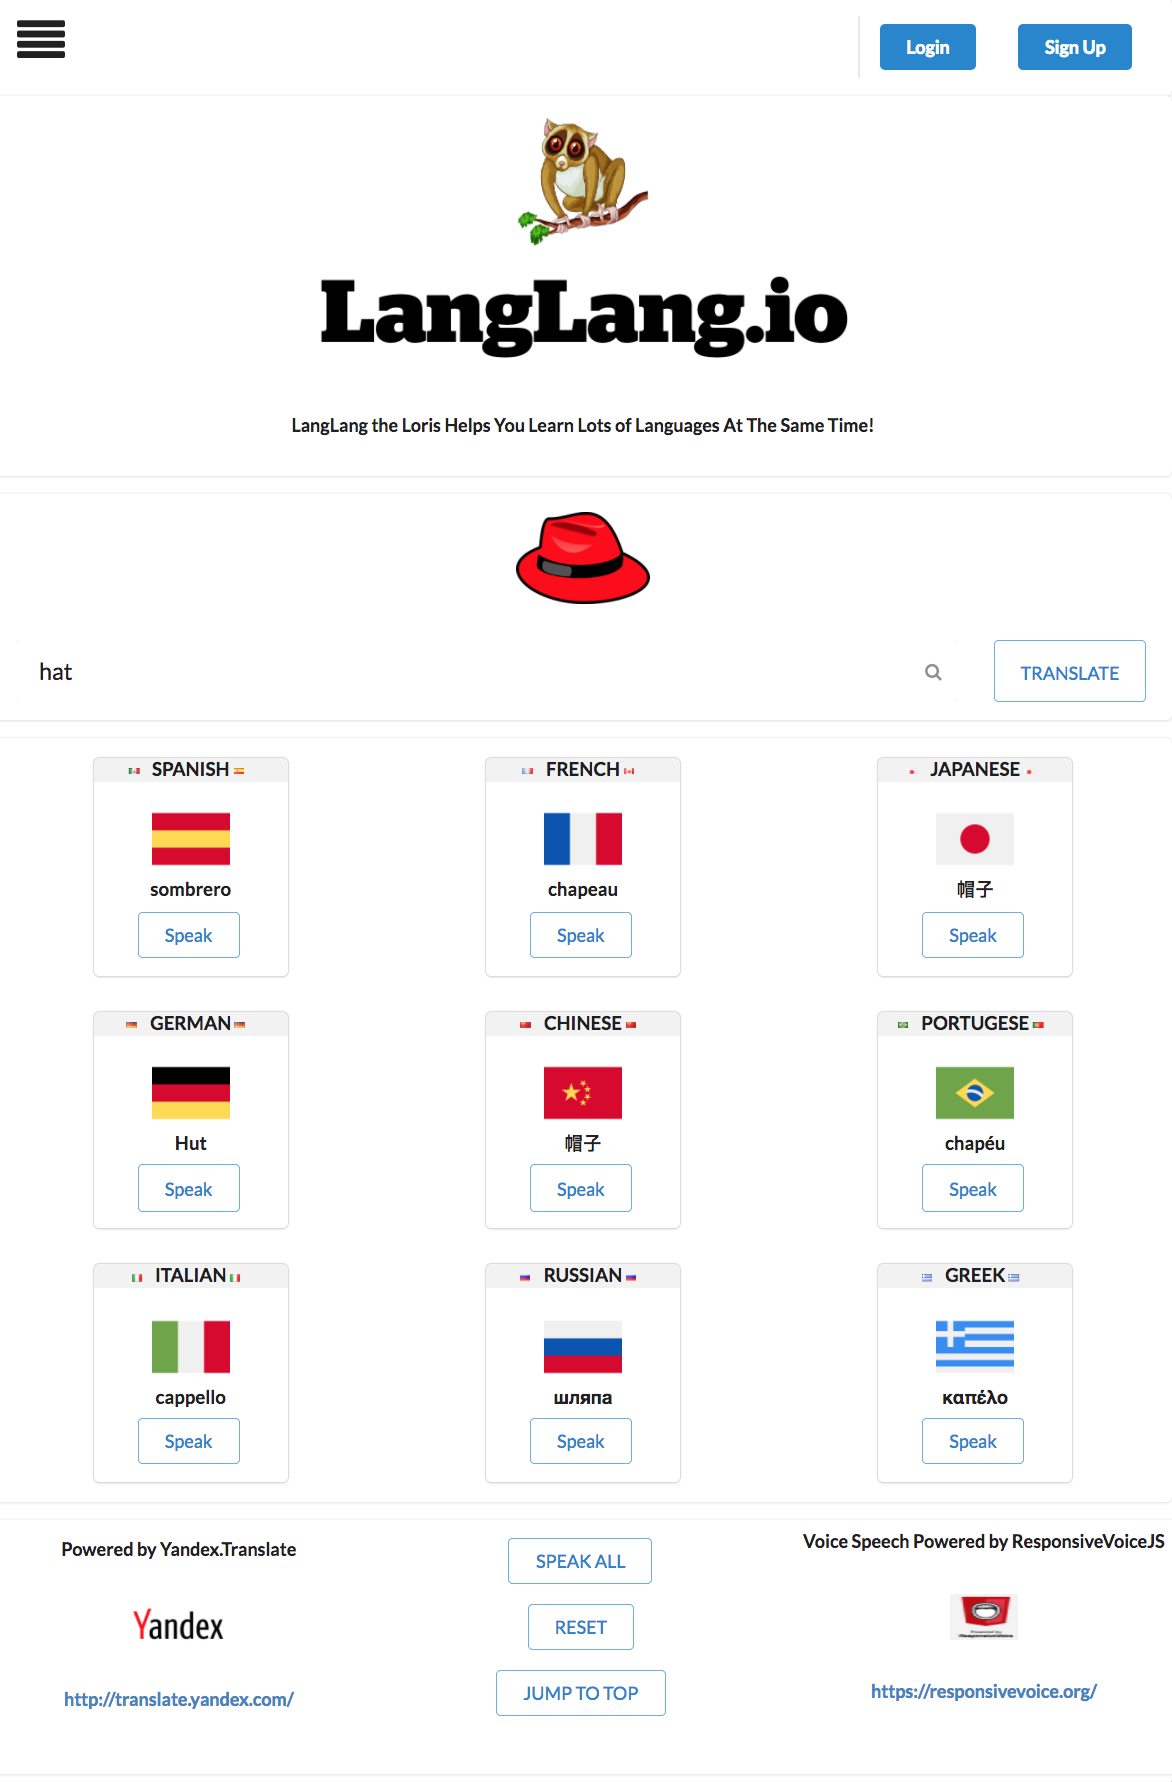 Login
Sign Up
LangLang.io
LangLang the Loris Helps You Learn Lots of Languages At The Same Time!
hat
TRANSLATE
SPANISH
sombrero
Speak
FRENCH
chapeau
Speak
JAPANESE
帽子
Speak
GERMAN
Hut
Speak
CHINESE
帽子
Speak
PORTUGESE
chapéu
Speak
ITALIAN
cappello
Speak
RUSSIAN
шляпа
Speak
GREEK
καπέλο
Speak
Powered by Yandex.Translate
Yandex
http://translate.yandex.com/
SPEAK ALL
RESET
JUMP TO TOP
Voice Speech Powered by ResponsiveVoiceJS
Powered by
ResponsiveVoice
https://responsivevoice.org/